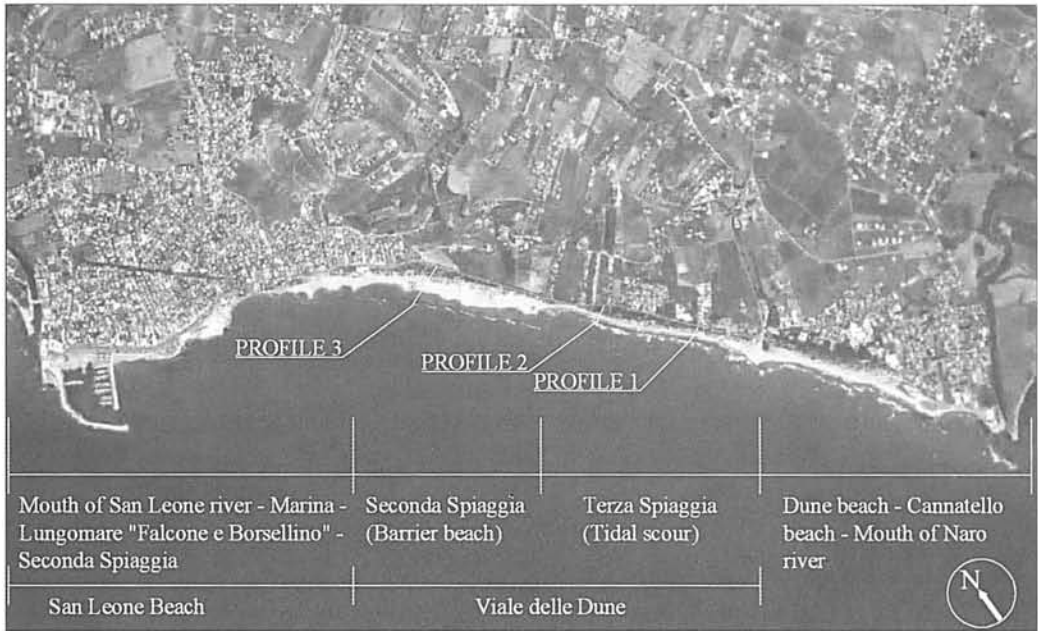 PROFILE 3
PROFILE 2
PROFILE 1
Mouth of San Leone river - Marina -
Lungomare "Falcone e Borsellino" -
Seconda Spiaggia
Seconda Spiaggia
(Barrier beach)
Terza Spiaggia
(Tidal scour)
Dune beach - Cannatello
beach - Mouth of Naro
river
San Leone Beach
Viale delle Dune
N